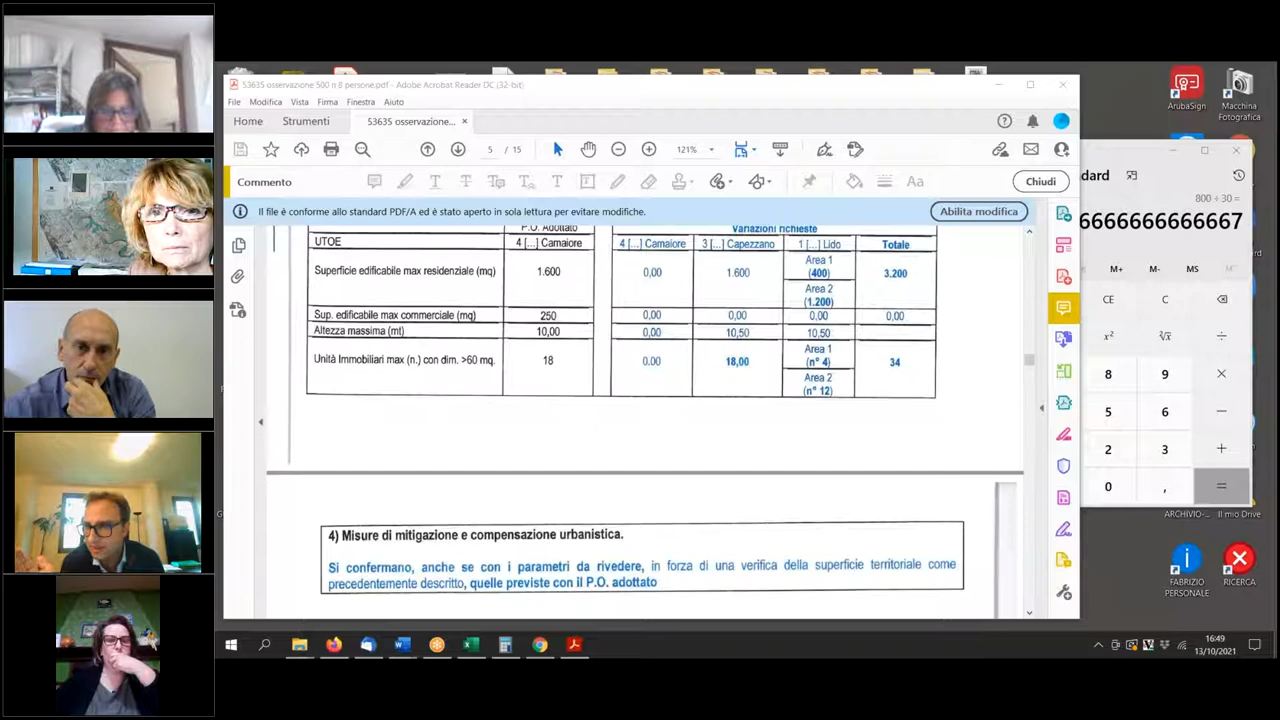 53635 osservazione 500 n 8 persone.pdf - Adobe Acrobat Reader DC (32-bit)
File Modifica Vista Firma Finestra Aiuto
Home Strumenti 53635 osservazione...
5 / 15 121%
Commento Chiudi
Il file è conforme allo standard PDF/A ed è stato aperto in sola lettura per evitare modifiche. Abilita modifica
P.O. Adottato Variazioni richieste
UTOE 4 [...] Camaiore 4 [...] Camaiore 3 [...] Capezzano 1 [...] Lido Totale
Superficie edificabile max residenziale (mq) 1.600 0,00 1.600 Area 1 (400) Area 2 (1.200) 3.200
Sup. edificabile max commerciale (mq) 250 0,00 0,00 0,00 0,00
Altezza massima (mt) 10,00 0,00 10,50 10,50
Unità Immobiliari max (n.) con dim. >60 mq. 18 0.00 18,00 Area 1 (n° 4) Area 2 (n° 12) 34
4) Misure di mitigazione e compensazione urbanistica.
Si confermano, anche se con i parametri da rivedere, in forza di una verifica della superficie territoriale come
precedentemente descritto, quelle previste con il P.O. adottato
ArubaSign
Macchina
Fotografica
dard
800 ÷ 30 =
6666666666667
M+ M- MS
CE C
x² ²√x ÷
8 9 ×
5 6 −
2 3 +
0 , =
ARCHIVIO-... Il mio Drive
FABRIZIO
PERSONALE
RICERCA
16:49
13/10/2021